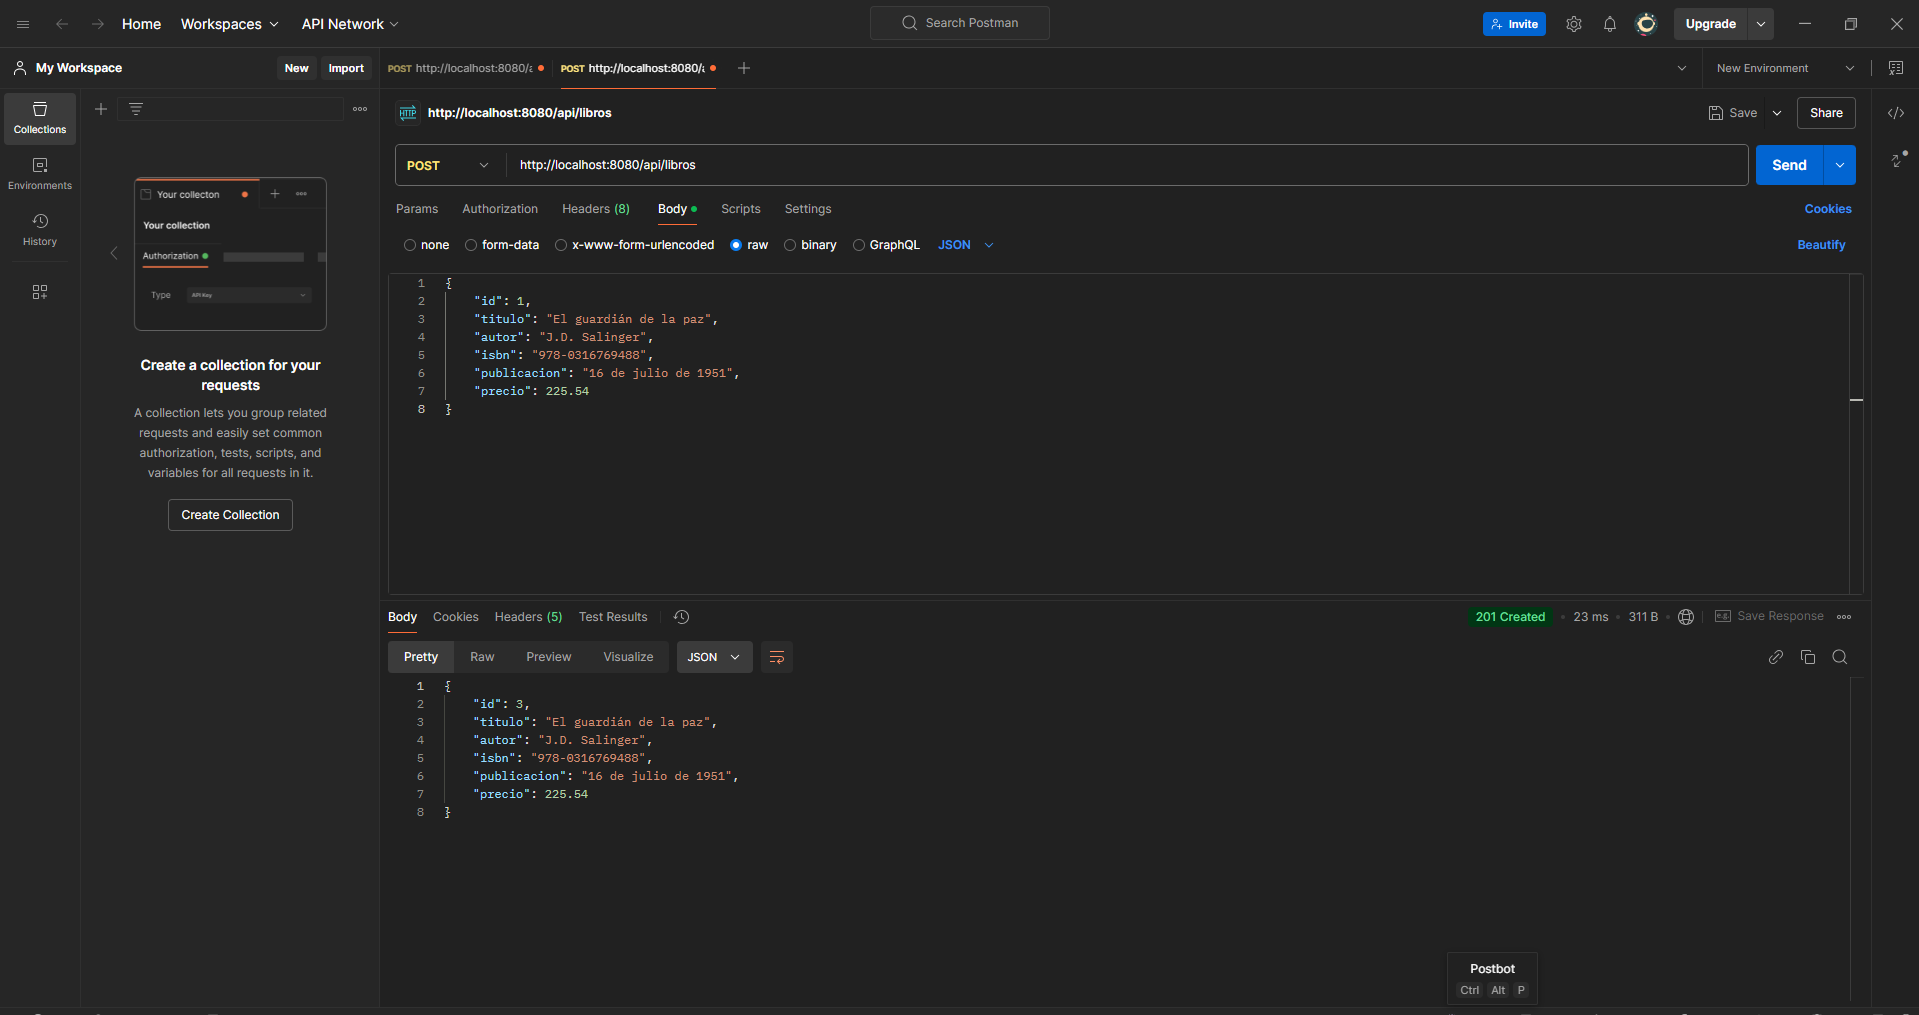 Home Workspaces API Network Search Postman Invite Upgrade
My Workspace New Import POST http://localhost:8080/a POST http://localhost:8080/a New Environment
Collections
Environments
History
Your collecton
Your collection
Authorization
Type API Key
Create a collection for your
requests
A collection lets you group related
requests and easily set common
authorization, tests, scripts, and
variables for all requests in it.
Create Collection
HTTP http://localhost:8080/api/libros Save Share
POST http://localhost:8080/api/libros Send
Params Authorization Headers (8) Body Scripts Settings Cookies
none form-data x-www-form-urlencoded raw binary GraphQL JSON Beautify
1 {
2 "id": 1,
3 "titulo": "El guardián de la paz",
4 "autor": "J.D. Salinger",
5 "isbn": "978-0316769488",
6 "publicacion": "16 de julio de 1951",
7 "precio": 225.54
8 }
Body Cookies Headers (5) Test Results 201 Created 23 ms 311 B e.g. Save Response
Pretty Raw Preview Visualize JSON
1 {
2 "id": 3,
3 "titulo": "El guardián de la paz",
4 "autor": "J.D. Salinger",
5 "isbn": "978-0316769488",
6 "publicacion": "16 de julio de 1951",
7 "precio": 225.54
8 }
Postbot
Ctrl Alt P